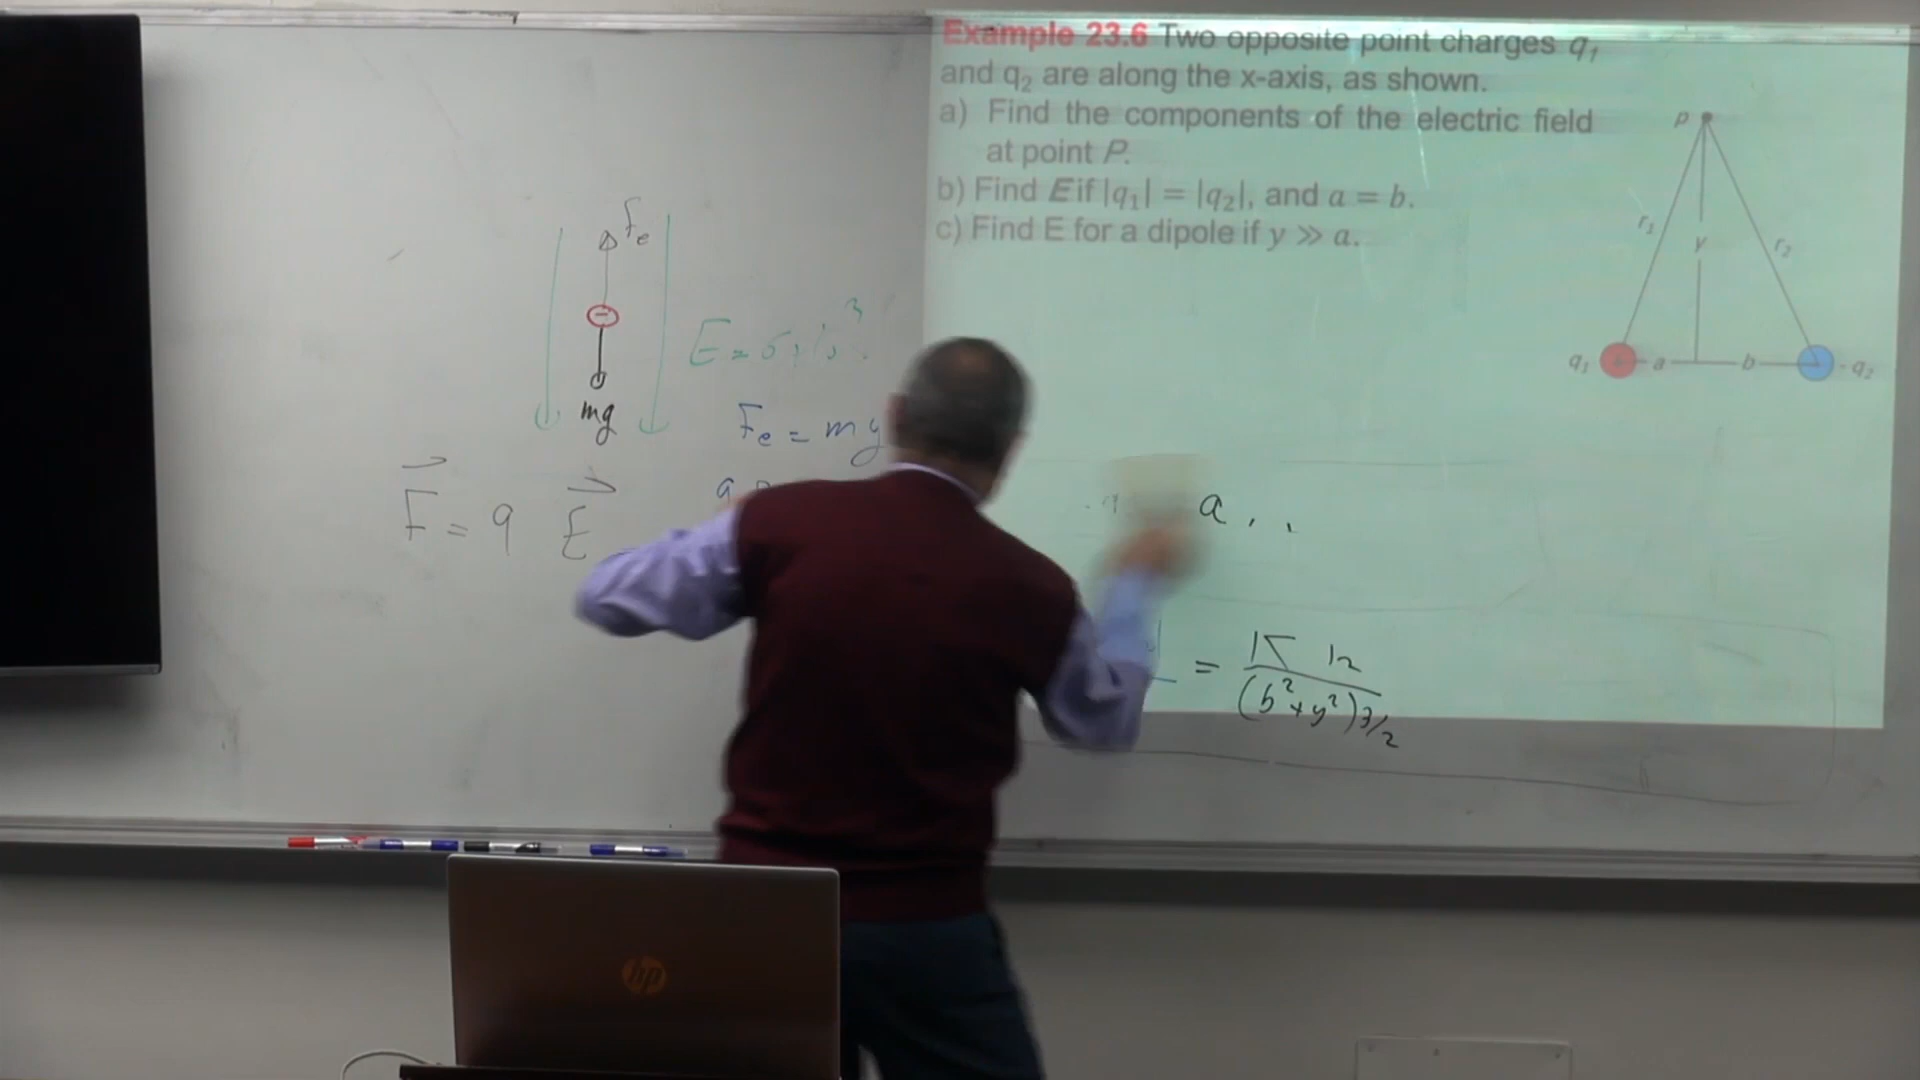 Example 23.6 Two opposite point charges q₁
and q₂ are along the x-axis, as shown.
a) Find the components of the electric field
at point P.
b) Find E if |q₁| = |q₂|, and a = b.
c) Find E for a dipole if y ≫ a.
P
r₁
y
r₂
q₁
a
b
- q₂
Fₑ
−
mg
Fₑ = mg
F⃗ = q E⃗
a . .
=
(b² + y²)3/2
hp